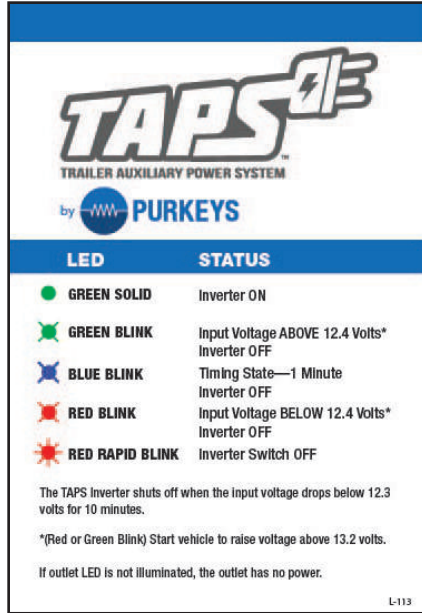 TAPS™
TRAILER AUXILIARY POWER SYSTEM
by PURKEYS
LED STATUS
GREEN SOLID Inverter ON
GREEN BLINK Input Voltage ABOVE 12.4 Volts*
Inverter OFF
BLUE BLINK Timing State—1 Minute
Inverter OFF
RED BLINK Input Voltage BELOW 12.4 Volts*
Inverter OFF
RED RAPID BLINK Inverter Switch OFF
The TAPS Inverter shuts off when the input voltage drops below 12.3
volts for 10 minutes.
*(Red or Green Blink) Start vehicle to raise voltage above 13.2 volts.
If outlet LED is not illuminated, the outlet has no power.
L-113